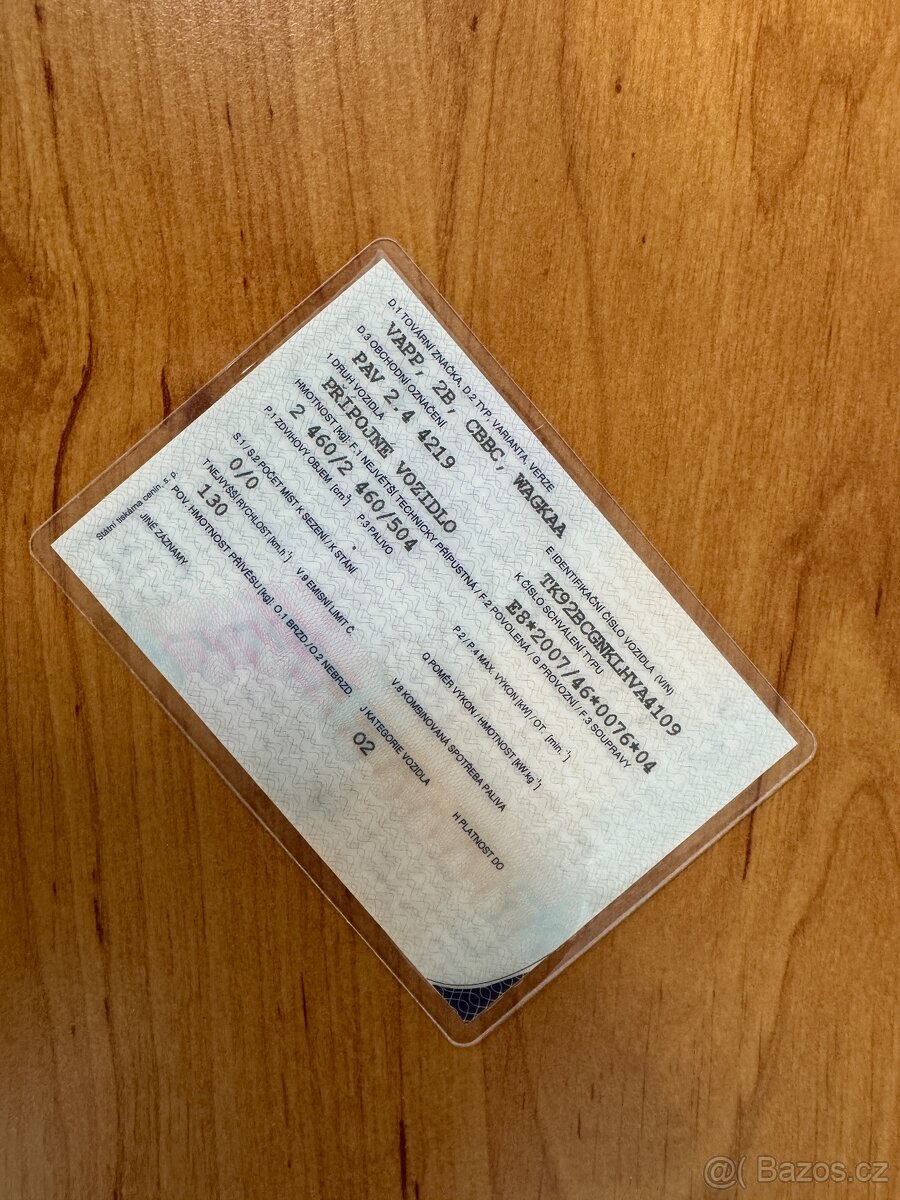 D.1 TOVÁRNÍ ZNAČKA, D.2 TYP, VARIANTA, VERZE
VAPP, 2B, CBBC, WAGKAA
D.3 OBCHODNÍ OZNAČENÍ
E IDENTIFIKAČNÍ ČÍSLO VOZIDLA (VIN)
PAV 2.4 4219
TK92BCGNKLHVA4109
1.DRUH VOZIDLA
K ČÍSLO SCHVÁLENÍ TYPU
PŘÍPOJNÉ VOZIDLO
E8*2007/46*0076*04
HMOTNOST [kg]: F.1 NEJVĚTŠÍ TECHNICKY PŘÍPUSTNÁ / F.2 POVOLENÁ / G PROVOZNÍ / F.3 SOUPRAVY
2 460/2 460/504
P.1 ZDVIHOVÝ OBJEM [cm³]
P.3 PALIVO
P.2 / P.4 MAX. VÝKON [kW] / OT. [min.⁻¹]
S.1 / S.2 POČET MÍST K SEZENÍ / K STÁNÍ
Q POMĚR VÝKON / HMOTNOST [kW.kg⁻¹]
0/0
T NEJVYŠŠÍ RYCHLOST [km.h⁻¹]
V.9 EMISNÍ LIMIT Č.
V.8 KOMBINOVANÁ SPOTŘEBA PALIVA
130
POV. HMOTNOST PŘÍVĚSU [kg]: O.1 BRZD./O.2 NEBRZD
J KATEGORIE VOZIDLA
H PLATNOST DO
O2
JINÉ ZÁZNAMY
Státní tiskárna cenin, s. p.
@( Bazos.cz